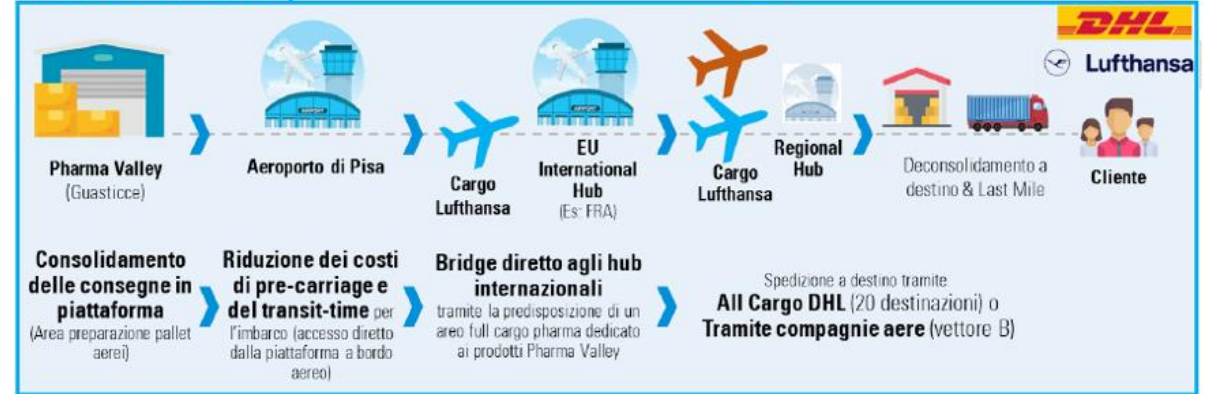 DHL
Lufthansa
AIRPORT
AIRPORT
Pharma Valley
(Guasticce)
Aeroporto di Pisa
Cargo
Lufthansa
EU
International
Hub
(Es: FRA)
Cargo
Lufthansa
Regional
Hub
Deconsolidamento a
destino & Last Mile
Cliente
Consolidamento
delle consegne in
piattaforma
(Area preparazione pallet
aerei)
Riduzione dei costi
di pre-carriage e
del transit-time per
l'imbarco (accesso diretto
dalla piattaforma a bordo
aereo)
Bridge diretto agli hub
internazionali
tramite la predisposizione di un
areo full cargo pharma dedicato
ai prodotti Pharma Valley
Spedizione a destino tramite
All Cargo DHL (20 destinazioni) o
Tramite compagnie aere (vettore B)